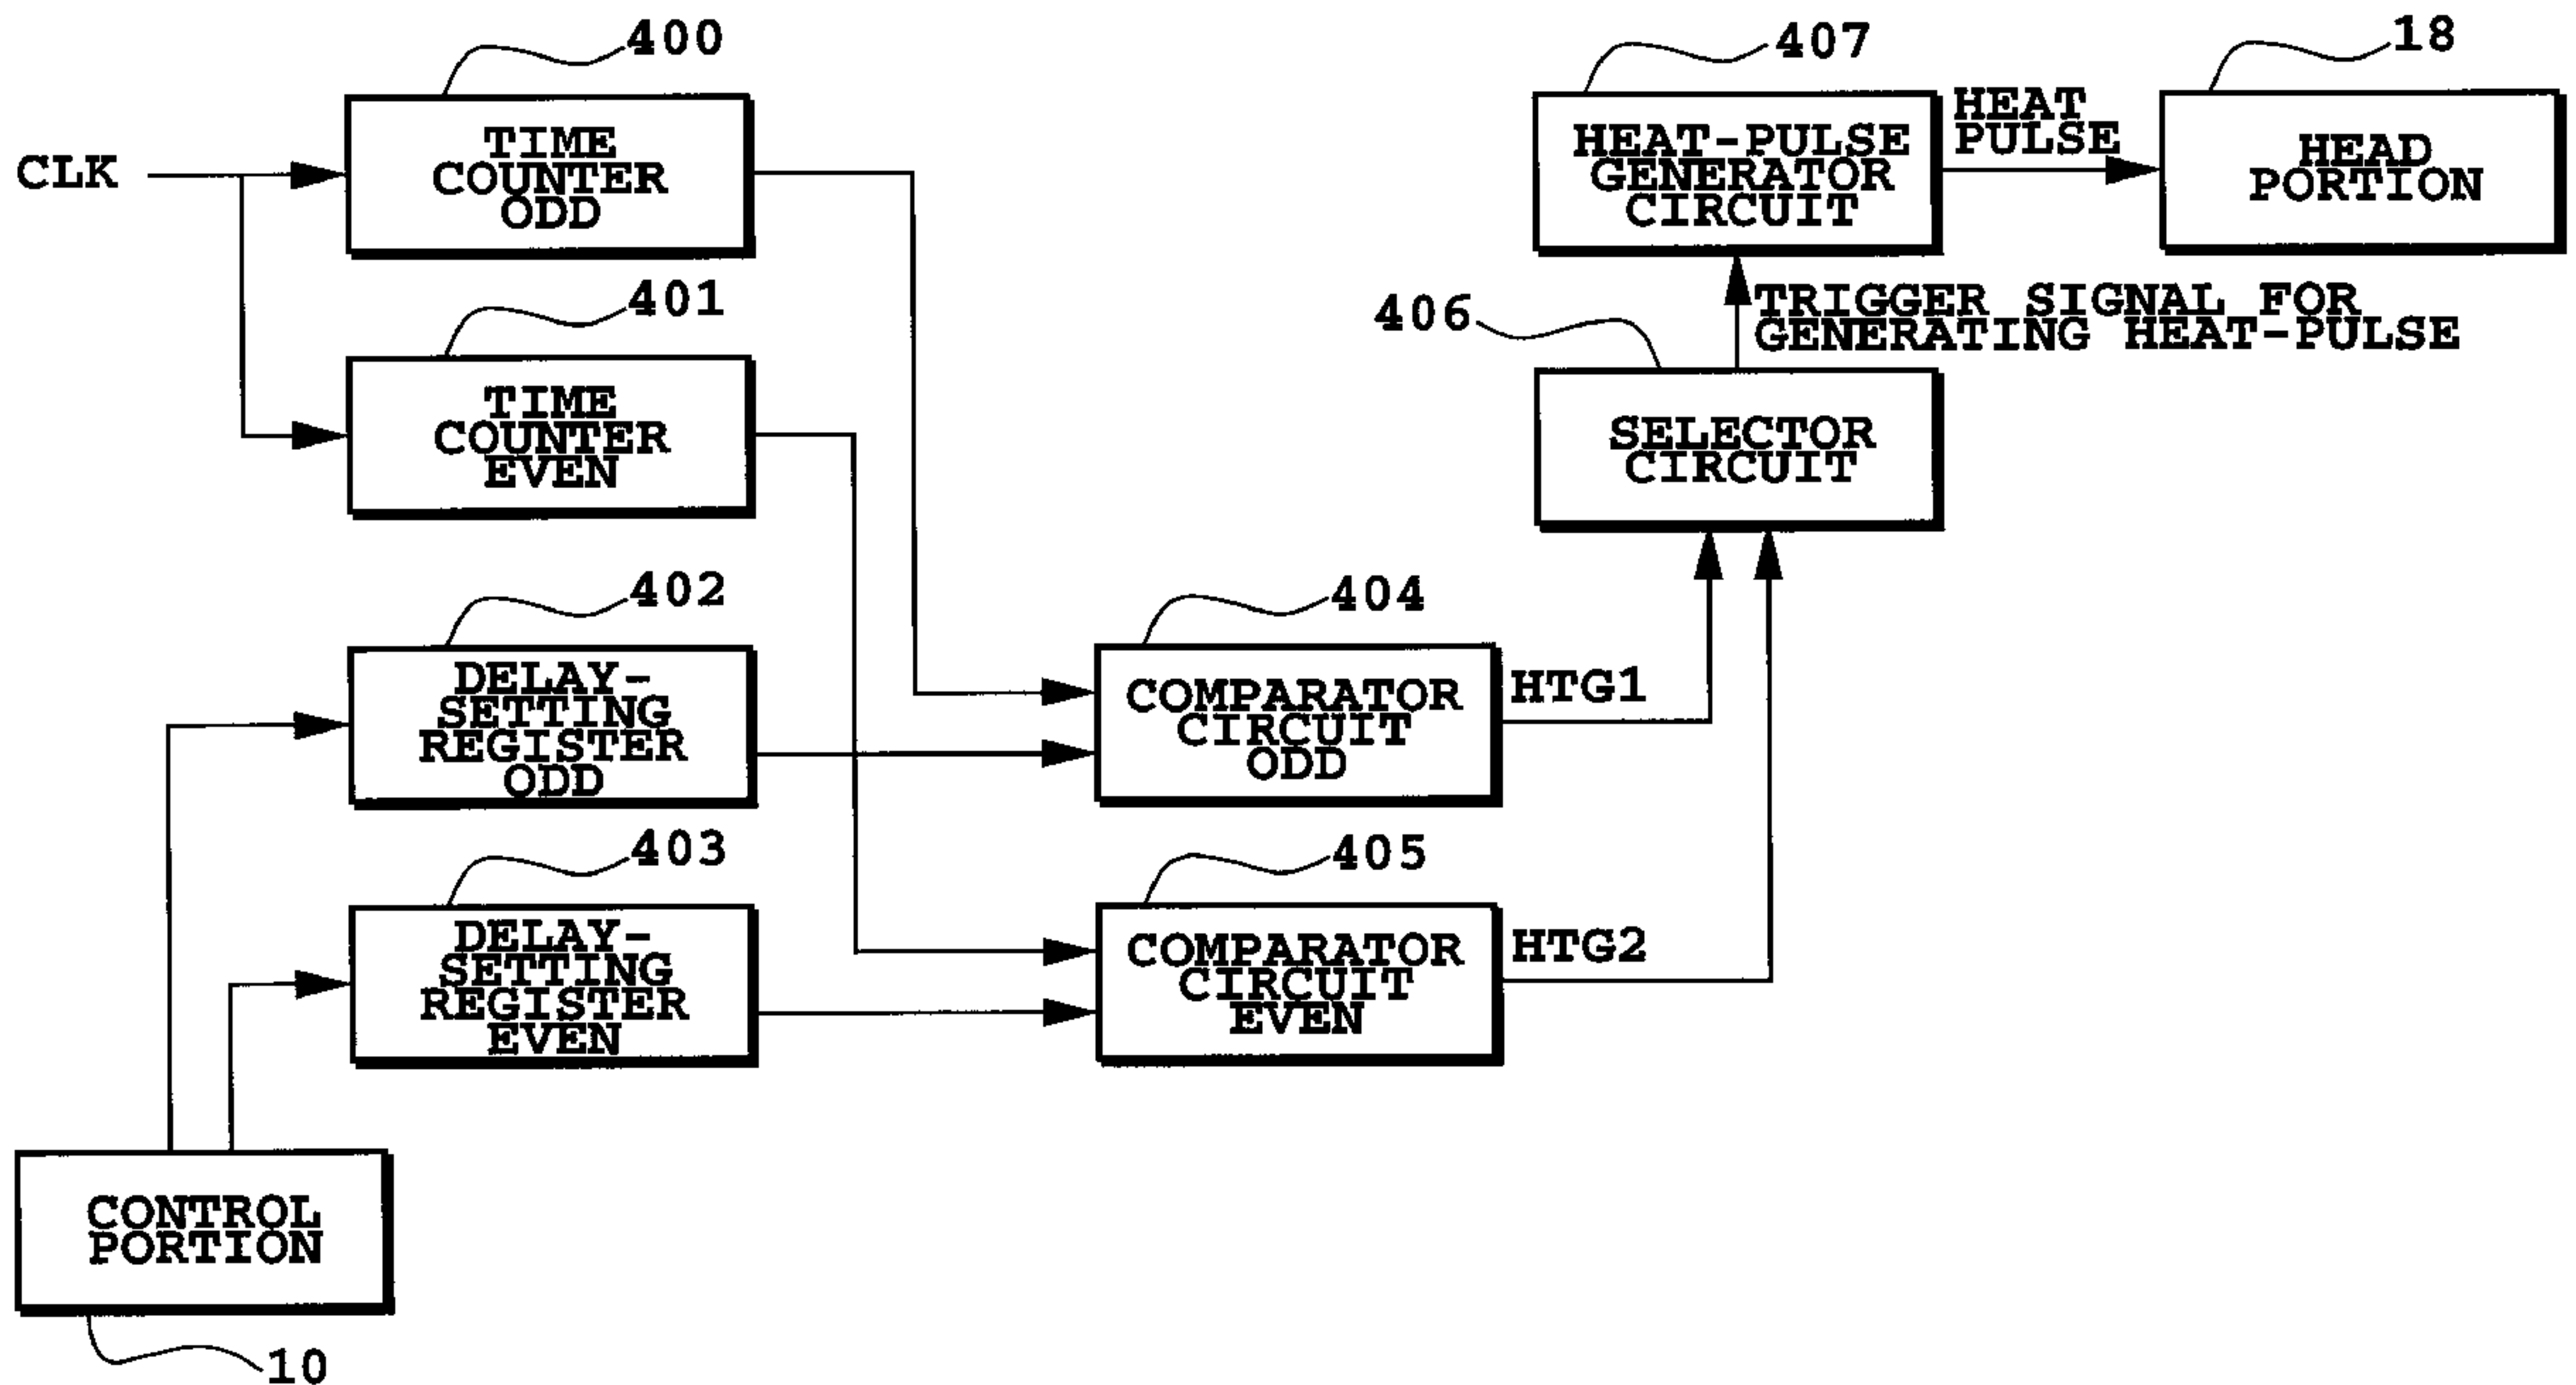 400
CLK
TIME
COUNTER
ODD
401
TIME
COUNTER
EVEN
402
DELAY-
SETTING
REGISTER
ODD
403
DELAY-
SETTING
REGISTER
EVEN
CONTROL
PORTION
10
404
COMPARATOR
CIRCUIT
ODD
HTG1
405
COMPARATOR
CIRCUIT
EVEN
HTG2
406
SELECTOR
CIRCUIT
TRIGGER SIGNAL FOR
GENERATING HEAT-PULSE
407
HEAT-PULSE
GENERATOR
CIRCUIT
HEAT
PULSE
18
HEAD
PORTION